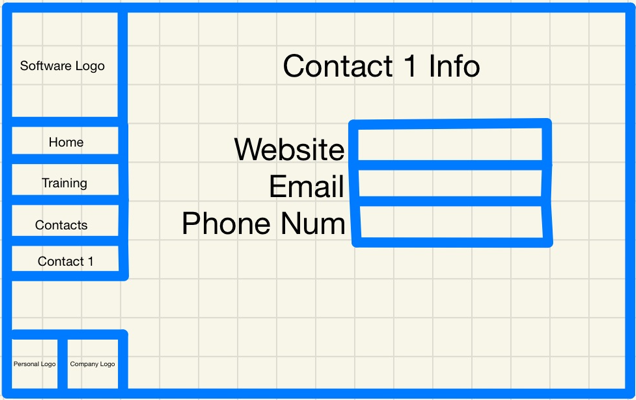 Software Logo
Contact 1 Info
Home
Website
Training
Email
Contacts
Phone Num
Contact 1
Personal Logo
Company Logo